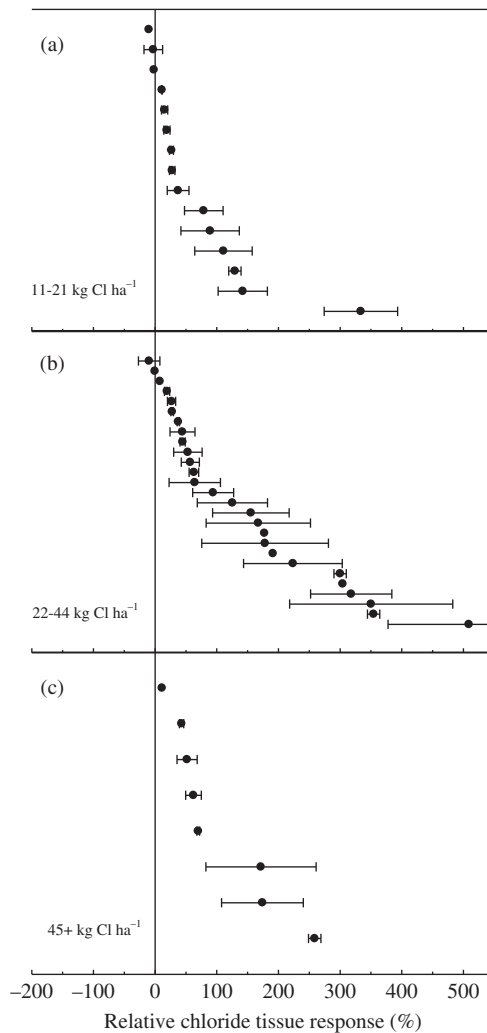 (a)
11-21 kg Cl ha⁻¹
(b)
22-44 kg Cl ha⁻¹
(c)
45+ kg Cl ha⁻¹
−200 −100 0 100 200 300 400 500
Relative chloride tissue response (%)